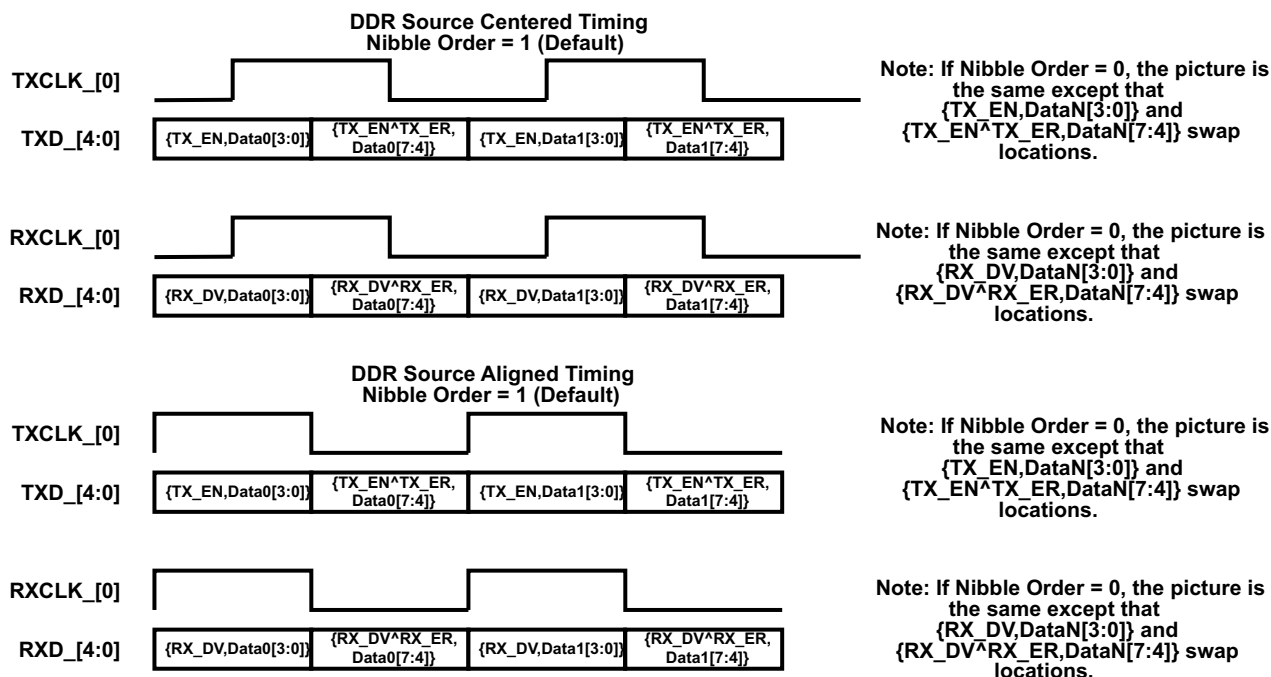 DDR Source Centered Timing
Nibble Order = 1 (Default)
TXCLK_[0]
TXD_[4:0]
{TX_EN,Data0[3:0]}
{TX_EN^TX_ER,
Data0[7:4]}
{TX_EN,Data1[3:0]}
{TX_EN^TX_ER,
Data1[7:4]}
Note: If Nibble Order = 0, the picture is
the same except that
{TX_EN,DataN[3:0]} and
{TX_EN^TX_ER,DataN[7:4]} swap
locations.
RXCLK_[0]
RXD_[4:0]
{RX_DV,Data0[3:0]}
{RX_DV^RX_ER,
Data0[7:4]}
{RX_DV,Data1[3:0]}
{RX_DV^RX_ER,
Data1[7:4]}
Note: If Nibble Order = 0, the picture is
the same except that
{RX_DV,DataN[3:0]} and
{RX_DV^RX_ER,DataN[7:4]} swap
locations.
DDR Source Aligned Timing
Nibble Order = 1 (Default)
TXCLK_[0]
TXD_[4:0]
{TX_EN,Data0[3:0]}
{TX_EN^TX_ER,
Data0[7:4]}
{TX_EN,Data1[3:0]}
{TX_EN^TX_ER,
Data1[7:4]}
Note: If Nibble Order = 0, the picture is
the same except that
{TX_EN,DataN[3:0]} and
{TX_EN^TX_ER,DataN[7:4]} swap
locations.
RXCLK_[0]
RXD_[4:0]
{RX_DV,Data0[3:0]}
{RX_DV^RX_ER,
Data0[7:4]}
{RX_DV,Data1[3:0]}
{RX_DV^RX_ER,
Data1[7:4]}
Note: If Nibble Order = 0, the picture is
the same except that
{RX_DV,DataN[3:0]} and
{RX_DV^RX_ER,DataN[7:4]} swap
locations.